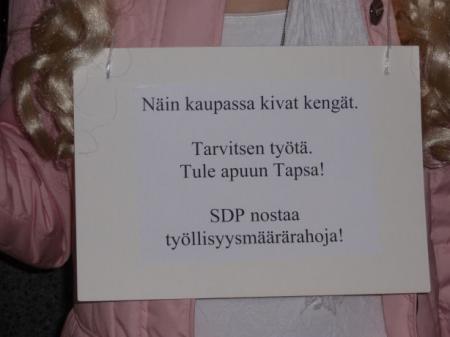 Näin kaupassa kivat kengät.
Tarvitsen työtä.
Tule apuun Tapsa!
SDP nostaa
työllisyysmäärärahoja!